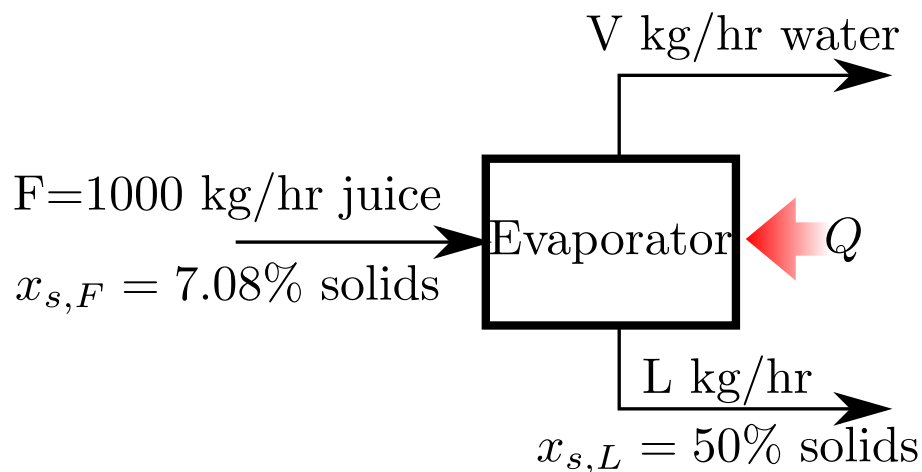 V kg/hr water
F=1000 kg/hr juice
Evaporator
Q
x_{s,F} = 7.08% solids
L kg/hr
x_{s,L} = 50% solids